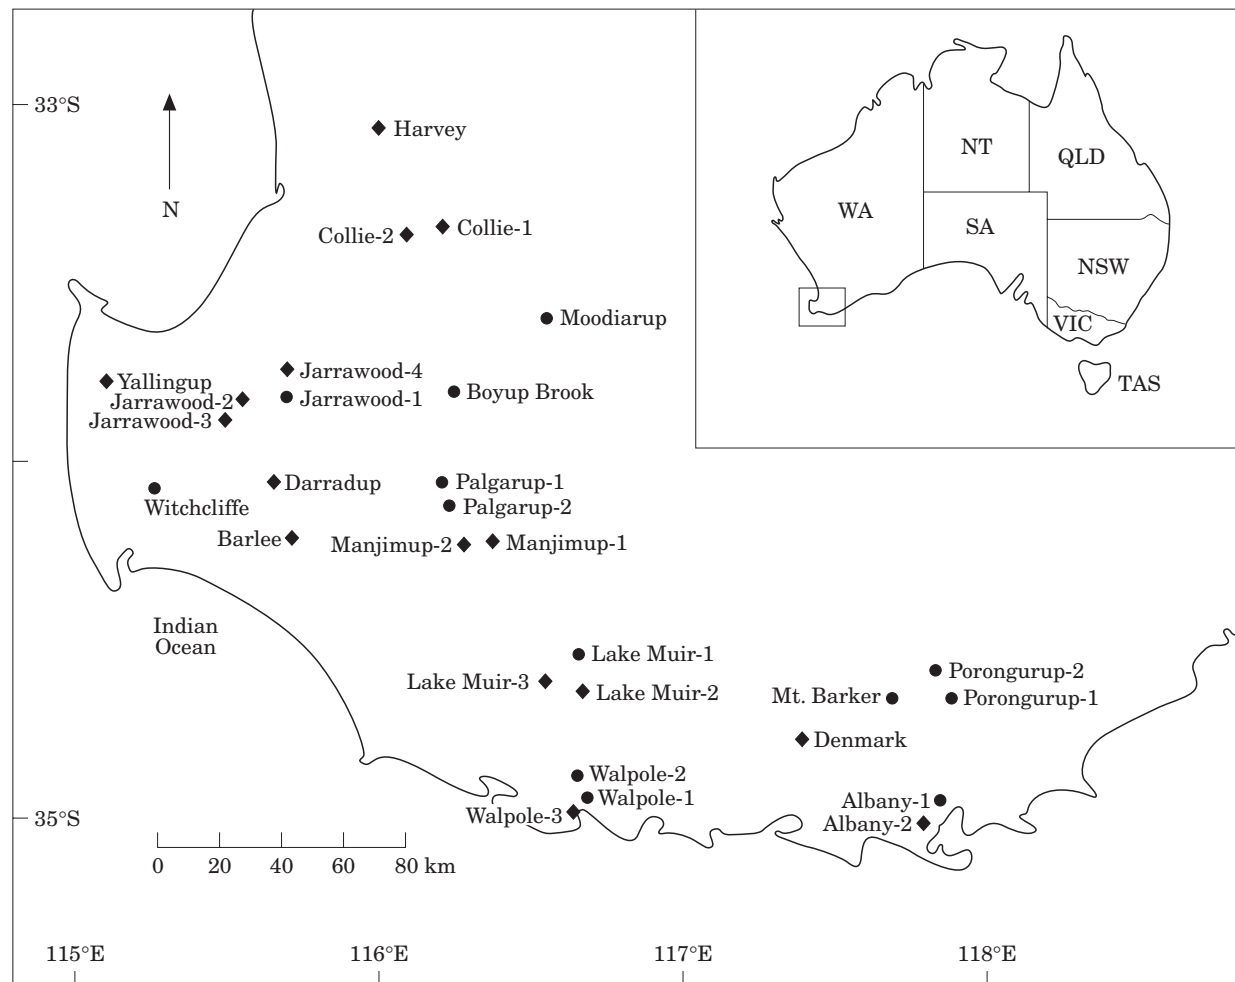 33°S
N
Harvey
Collie-2
Collie-1
Moodiarup
Yallingup
Jarrawood-4
Jarrawood-2
Jarrawood-1
Jarrawood-3
Boyup Brook
Witchcliffe
Darradup
Palgarup-1
Palgarup-2
Barlee
Manjimup-2
Manjimup-1
Indian
Ocean
Lake Muir-1
Lake Muir-3
Lake Muir-2
Porongurup-2
Mt. Barker
Porongurup-1
Denmark
Walpole-2
Walpole-1
Walpole-3
Albany-1
Albany-2
35°S
0 20 40 60 80 km
115°E 116°E 117°E 118°E
NT
QLD
WA
SA
NSW
VIC
TAS